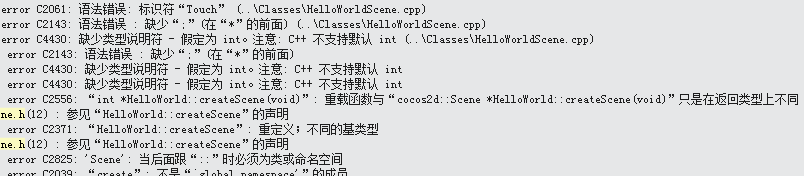 error C2061: 语法错误: 标识符“Touch” (..\Classes\HelloWorldScene.cpp)
error C2143: 语法错误 : 缺少“;”(在“*”的前面) (..\Classes\HelloWorldScene.cpp)
error C4430: 缺少类型说明符 - 假定为 int。注意: C++ 不支持默认 int (..\Classes\HelloWorldScene.cpp)
error C2143: 语法错误 : 缺少“;”(在“*”的前面)
error C4430: 缺少类型说明符 - 假定为 int。注意: C++ 不支持默认 int
error C4430: 缺少类型说明符 - 假定为 int。注意: C++ 不支持默认 int
error C2556: “int *HelloWorld::createScene(void)”: 重载函数与“cocos2d::Scene *HelloWorld::createScene(void)”只是在返回类型上不同
ne.h(12) : 参见“HelloWorld::createScene”的声明
error C2371: “HelloWorld::createScene”: 重定义；不同的基类型
ne.h(12) : 参见“HelloWorld::createScene”的声明
error C2825: 'Scene': 当后面跟“::”时必须为类或命名空间
error C2039: “create”: 不是“`global namespace'”的成员